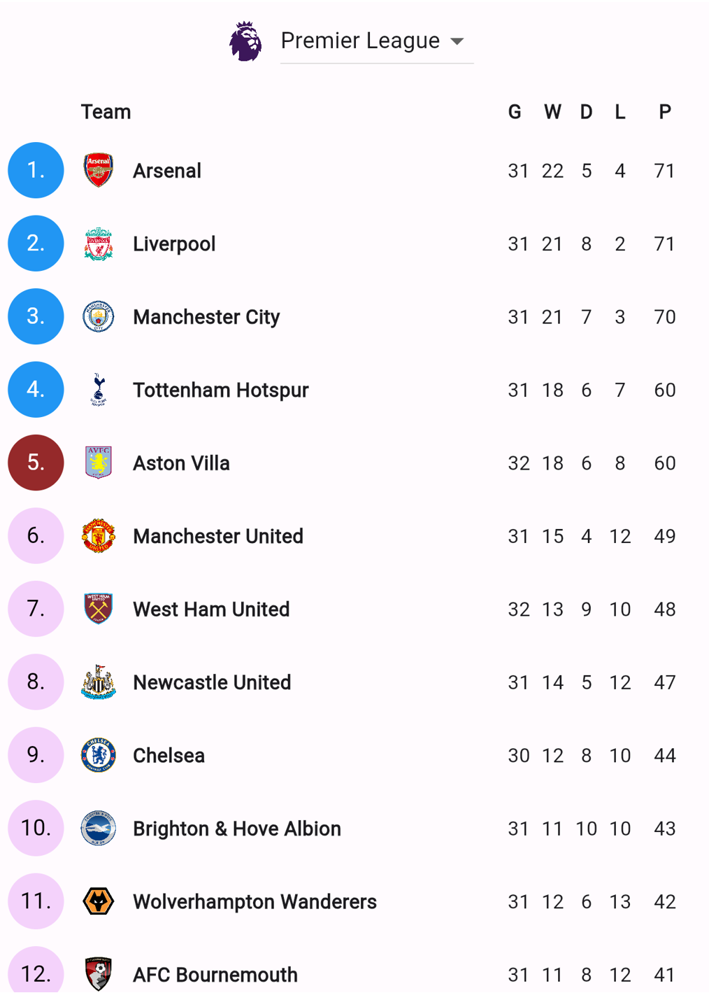 Premier League
Team G W D L P
1. Arsenal 31 22 5 4 71
2. Liverpool 31 21 8 2 71
3. Manchester City 31 21 7 3 70
4. Tottenham Hotspur 31 18 6 7 60
5. Aston Villa 32 18 6 8 60
6. Manchester United 31 15 4 12 49
7. West Ham United 32 13 9 10 48
8. Newcastle United 31 14 5 12 47
9. Chelsea 30 12 8 10 44
10. Brighton & Hove Albion 31 11 10 10 43
11. Wolverhampton Wanderers 31 12 6 13 42
12. AFC Bournemouth 31 11 8 12 41